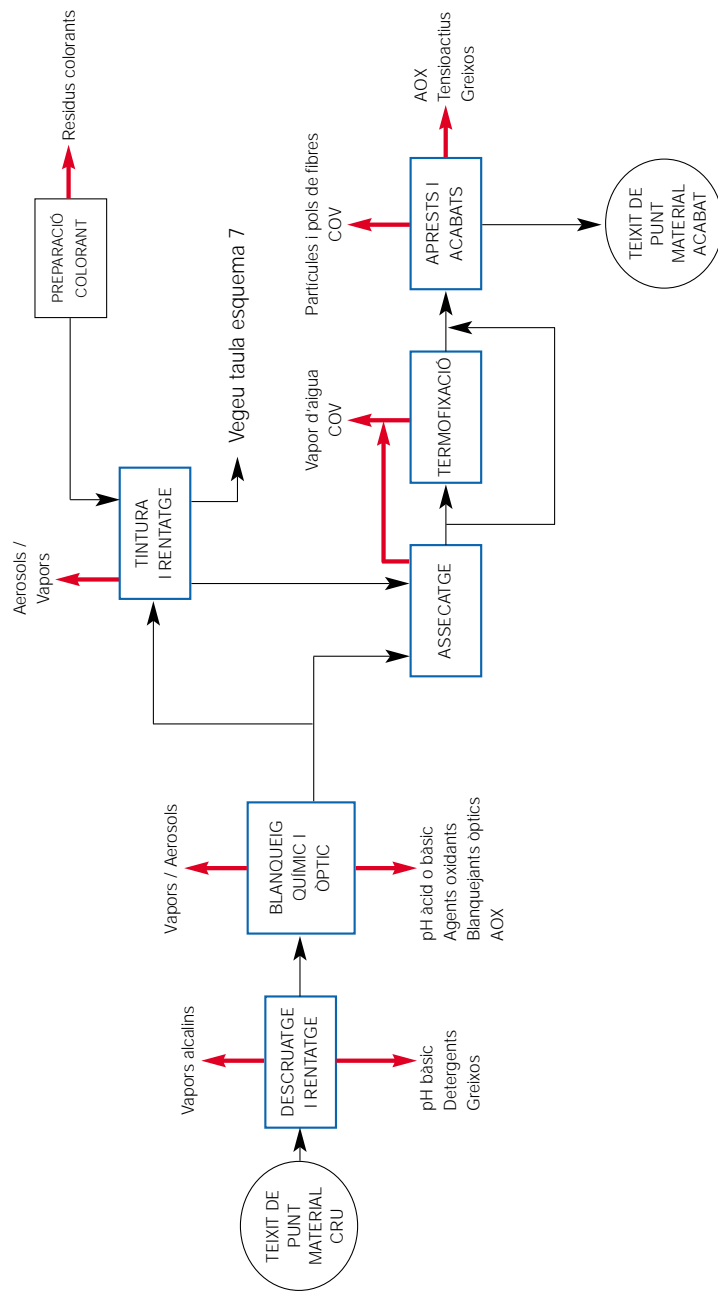 TEIXIT DE
PUNT
MATERIAL
CRU
Vapors alcalins
DESCRUATGE
I RENTATGE
pH bàsic
Detergents
Greixos
Vapors / Aerosols
BLANQUEIG
QUÍMIC I
ÒPTIC
pH àcid o bàsic
Agents oxidants
Blanquejants òptics
AOX
Aerosols /
Vapors
TINTURA
I RENTATGE
Vegeu taula esquema 7
PREPARACIÓ
COLORANT
Residus colorants
ASSECATGE
Vapor d'aigua
COV
TERMOFIXACIÓ
Partícules i pols de fibres
COV
APRESTS I
ACABATS
AOX
Tensioactius
Greixos
TEIXIT DE
PUNT
MATERIAL
ACABAT